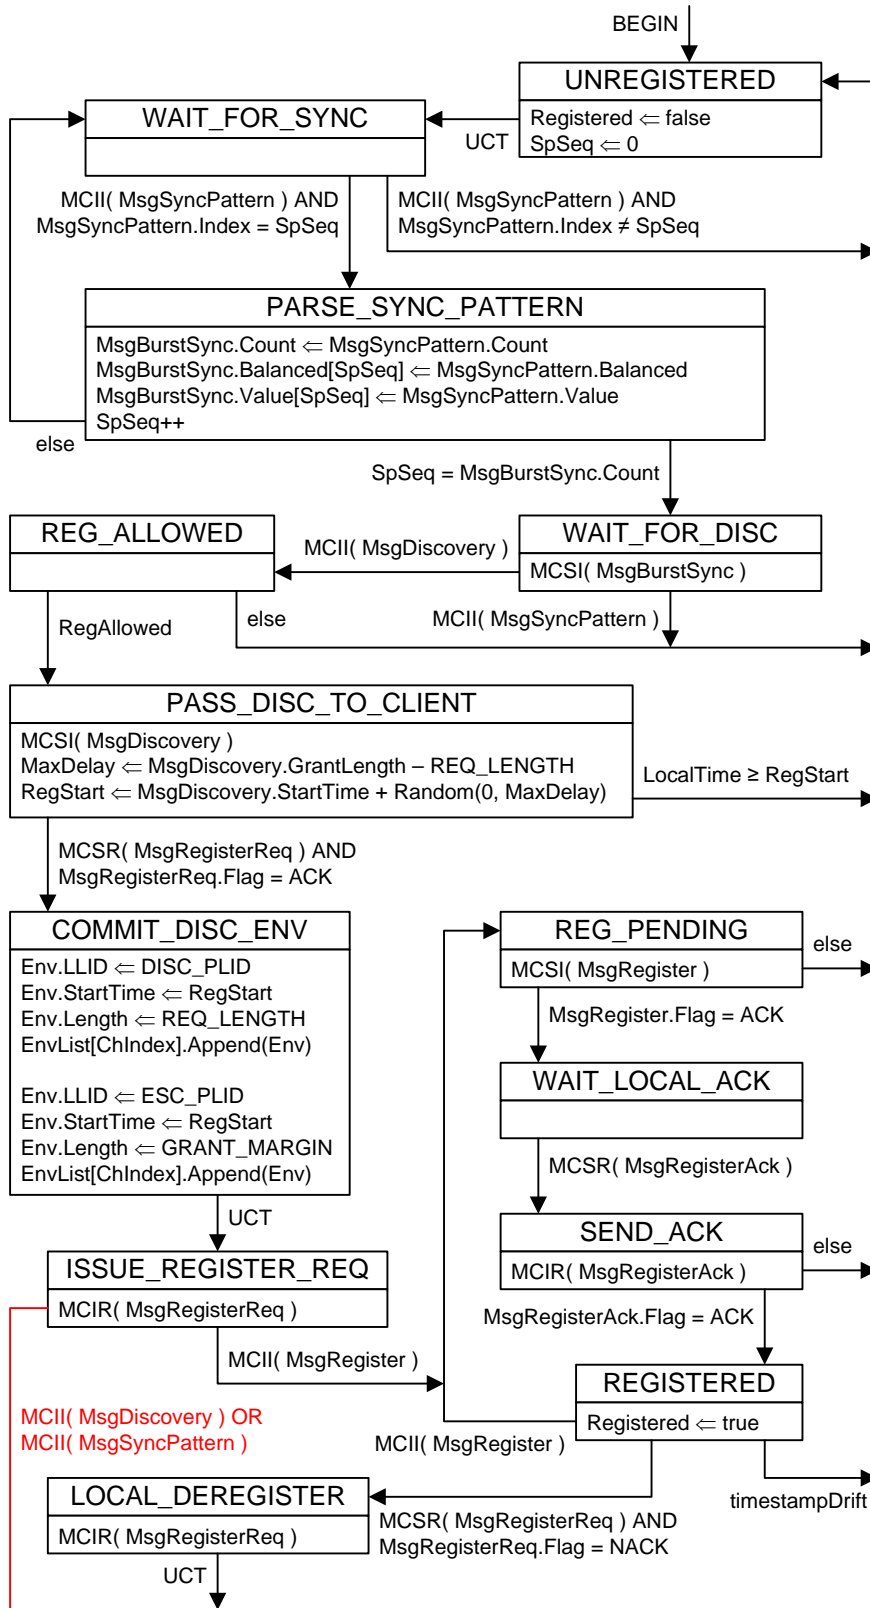 BEGIN
UNREGISTERED
Registered ⇐ false
SpSeq ⇐ 0
UCT
WAIT_FOR_SYNC
MCII( MsgSyncPattern ) AND
MsgSyncPattern.Index = SpSeq
MCII( MsgSyncPattern ) AND
MsgSyncPattern.Index ≠ SpSeq
PARSE_SYNC_PATTERN
MsgBurstSync.Count ⇐ MsgSyncPattern.Count
MsgBurstSync.Balanced[SpSeq] ⇐ MsgSyncPattern.Balanced
MsgBurstSync.Value[SpSeq] ⇐ MsgSyncPattern.Value
SpSeq++
else
SpSeq = MsgBurstSync.Count
REG_ALLOWED
MCII( MsgDiscovery )
WAIT_FOR_DISC
MCSI( MsgBurstSync )
RegAllowed
else
MCII( MsgSyncPattern )
PASS_DISC_TO_CLIENT
MCSI( MsgDiscovery )
MaxDelay ⇐ MsgDiscovery.GrantLength – REQ_LENGTH
RegStart ⇐ MsgDiscovery.StartTime + Random(0, MaxDelay)
LocalTime ≥ RegStart
MCSR( MsgRegisterReq ) AND
MsgRegisterReq.Flag = ACK
COMMIT_DISC_ENV
Env.LLID ⇐ DISC_PLID
Env.StartTime ⇐ RegStart
Env.Length ⇐ REQ_LENGTH
EnvList[ChIndex].Append(Env)
Env.LLID ⇐ ESC_PLID
Env.StartTime ⇐ RegStart
Env.Length ⇐ GRANT_MARGIN
EnvList[ChIndex].Append(Env)
UCT
REG_PENDING
MCSI( MsgRegister )
else
MsgRegister.Flag = ACK
WAIT_LOCAL_ACK
MCSR( MsgRegisterAck )
SEND_ACK
MCIR( MsgRegisterAck )
else
MsgRegisterAck.Flag = ACK
ISSUE_REGISTER_REQ
MCIR( MsgRegisterReq )
MCII( MsgRegister )
REGISTERED
Registered ⇐ true
MCII( MsgRegister )
timestampDrift
MCII( MsgDiscovery ) OR
MCII( MsgSyncPattern )
LOCAL_DEREGISTER
MCIR( MsgRegisterReq )
MCSR( MsgRegisterReq ) AND
MsgRegisterReq.Flag = NACK
UCT